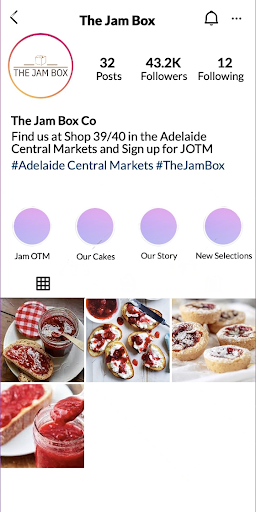 The Jam Box
THE JAM BOX
32 43.2K 12
Posts Followers Following
The Jam Box Co
Find us at Shop 39/40 in the Adelaide
Central Markets and Sign up for JOTM
#Adelaide Central Markets #TheJamBox
Jam OTM Our Cakes Our Story New Selections